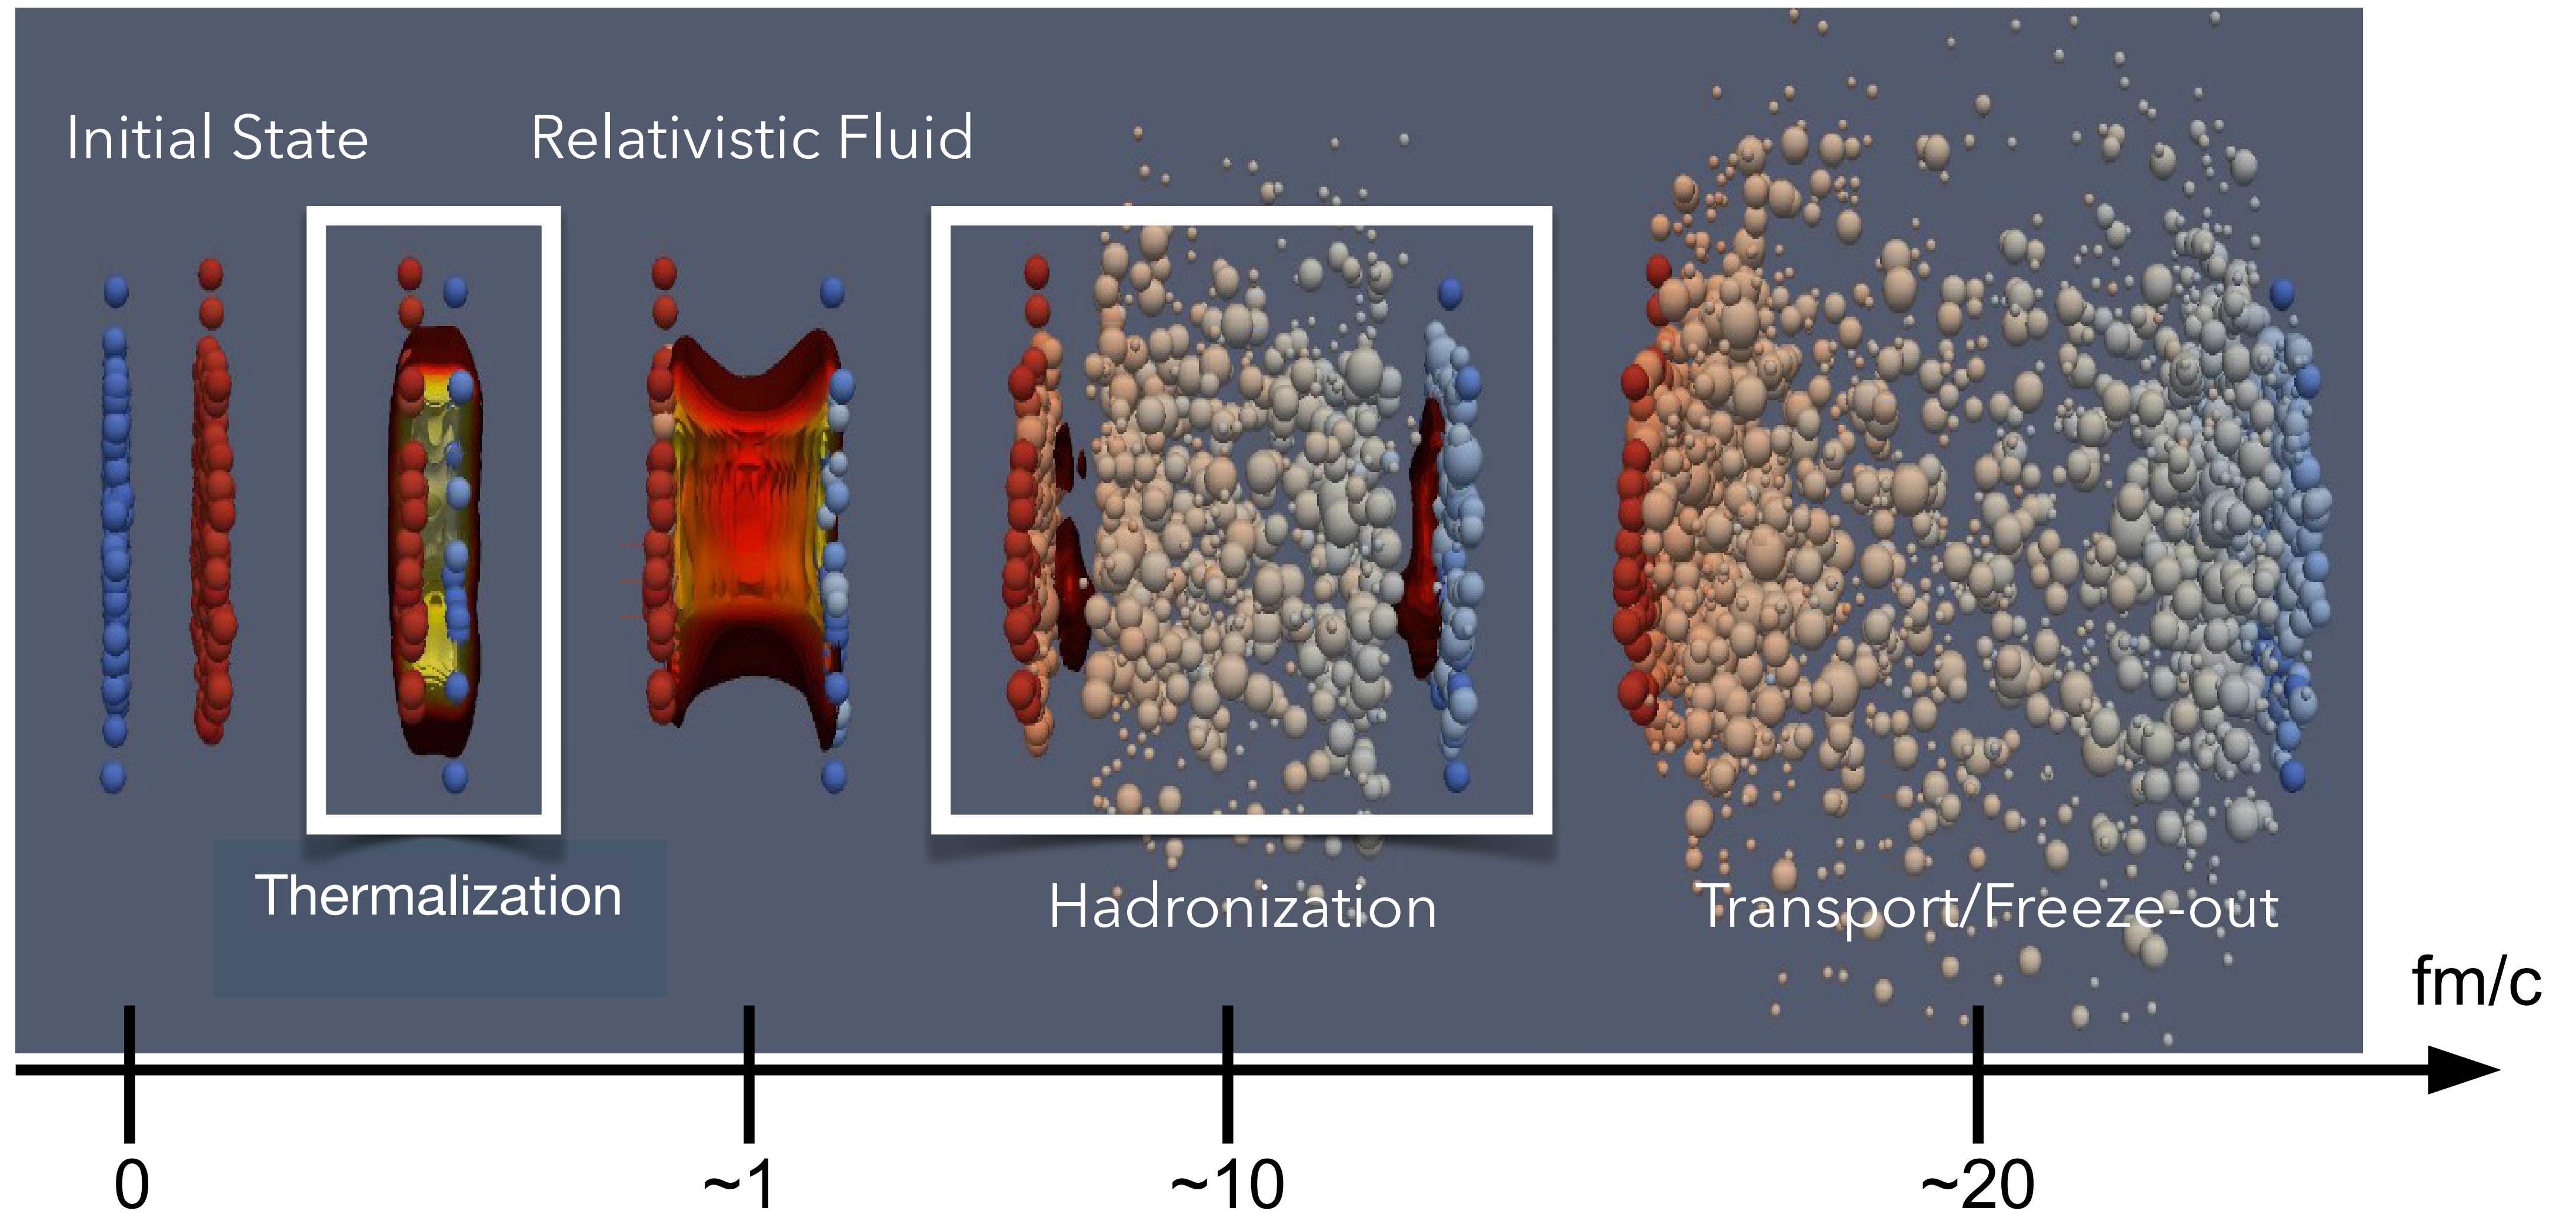 Initial State
Relativistic Fluid
Thermalization
Hadronization
Transport/Freeze-out
fm/c
0
~1
~10
~20